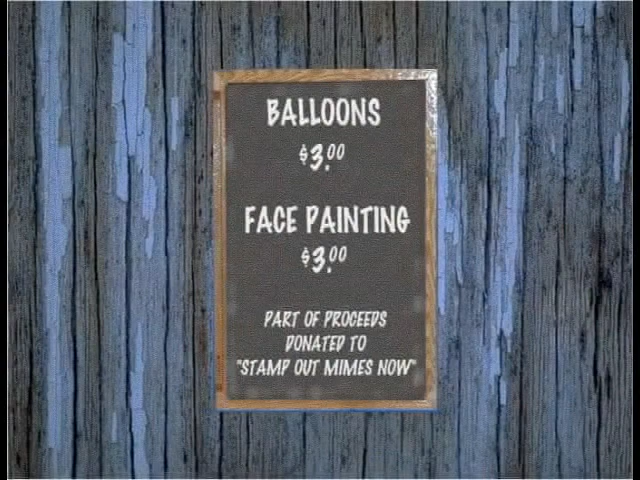 BALLOONS
$3.00
FACE PAINTING
$3.00
PART OF PROCEEDS
DONATED TO
"STAMP OUT MIMES NOW"